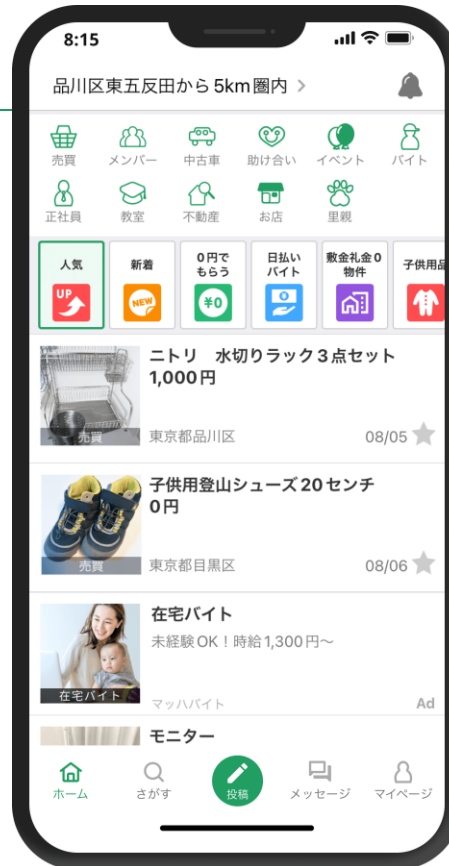 8:15
品川区東五反田から5km圏内
売買 メンバー 中古車 助け合い イベント バイト
正社員 教室 不動産 お店 里親
人気 新着 0円で 日払い 敷金礼金0 子供用品
もらう バイト 物件
UP NEW ¥0
ニトリ 水切りラック3点セット
1,000円
売買
東京都品川区 08/05
子供用登山シューズ20センチ
0円
売買
東京都目黒区 08/06
在宅バイト
未経験OK!時給1,300円〜
在宅バイト
マッハバイト Ad
モニター
ホーム さがす 投稿 メッセージ マイページ